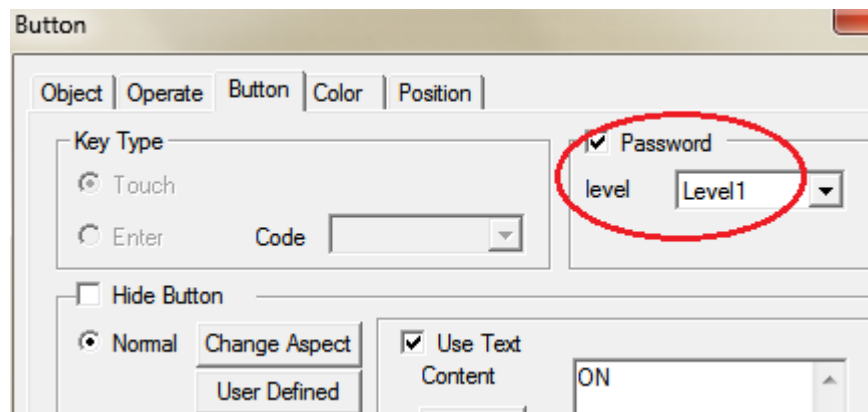 Button
Object Operate Button Color Position
Key Type
Touch
Enter Code
Password
level Level1
Hide Button
Normal Change Aspect
User Defined
Use Text
Content ON